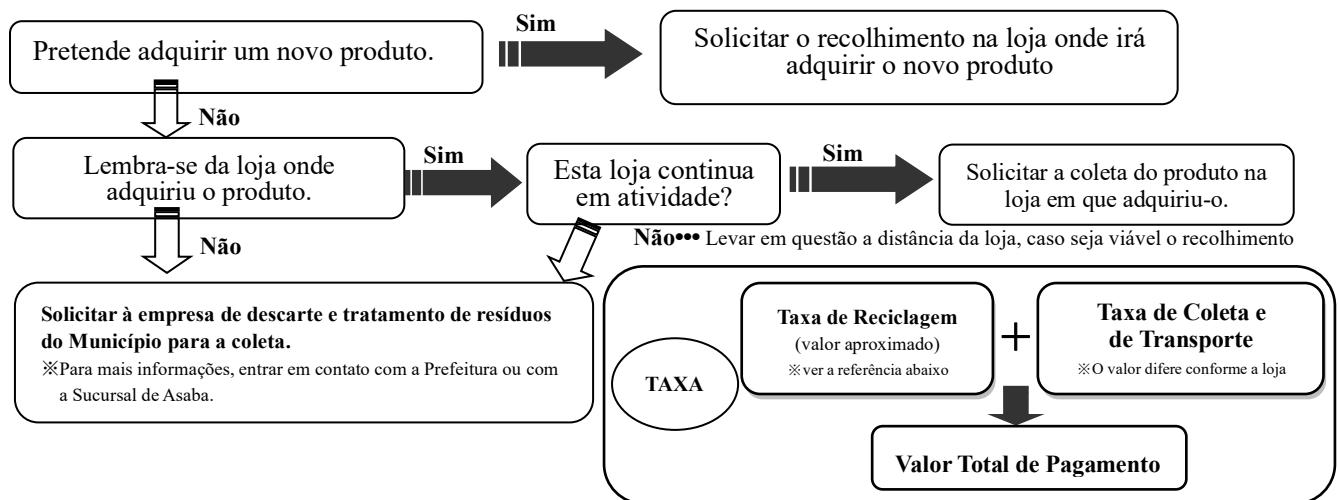 Sim
Pretende adquirir um novo produto.
Solicitar o recolhimento na loja onde irá
adquirir o novo produto
Não
Lembra-se da loja onde
adquiriu o produto.
Sim
Esta loja continua
em atividade?
Sim
Solicitar a coleta do produto na
loja em que adquiriu-o.
Não
Não••• Levar em questão a distância da loja, caso seja viável o recolhimento
Solicitar à empresa de descarte e tratamento de resíduos
do Município para a coleta.
※Para mais informações, entrar em contato com a Prefeitura ou com
a Sucursal de Asaba.
TAXA
Taxa de Reciclagem
(valor aproximado)
※ver a referência abaixo
+
Taxa de Coleta e
de Transporte
※O valor difere conforme a loja
Valor Total de Pagamento